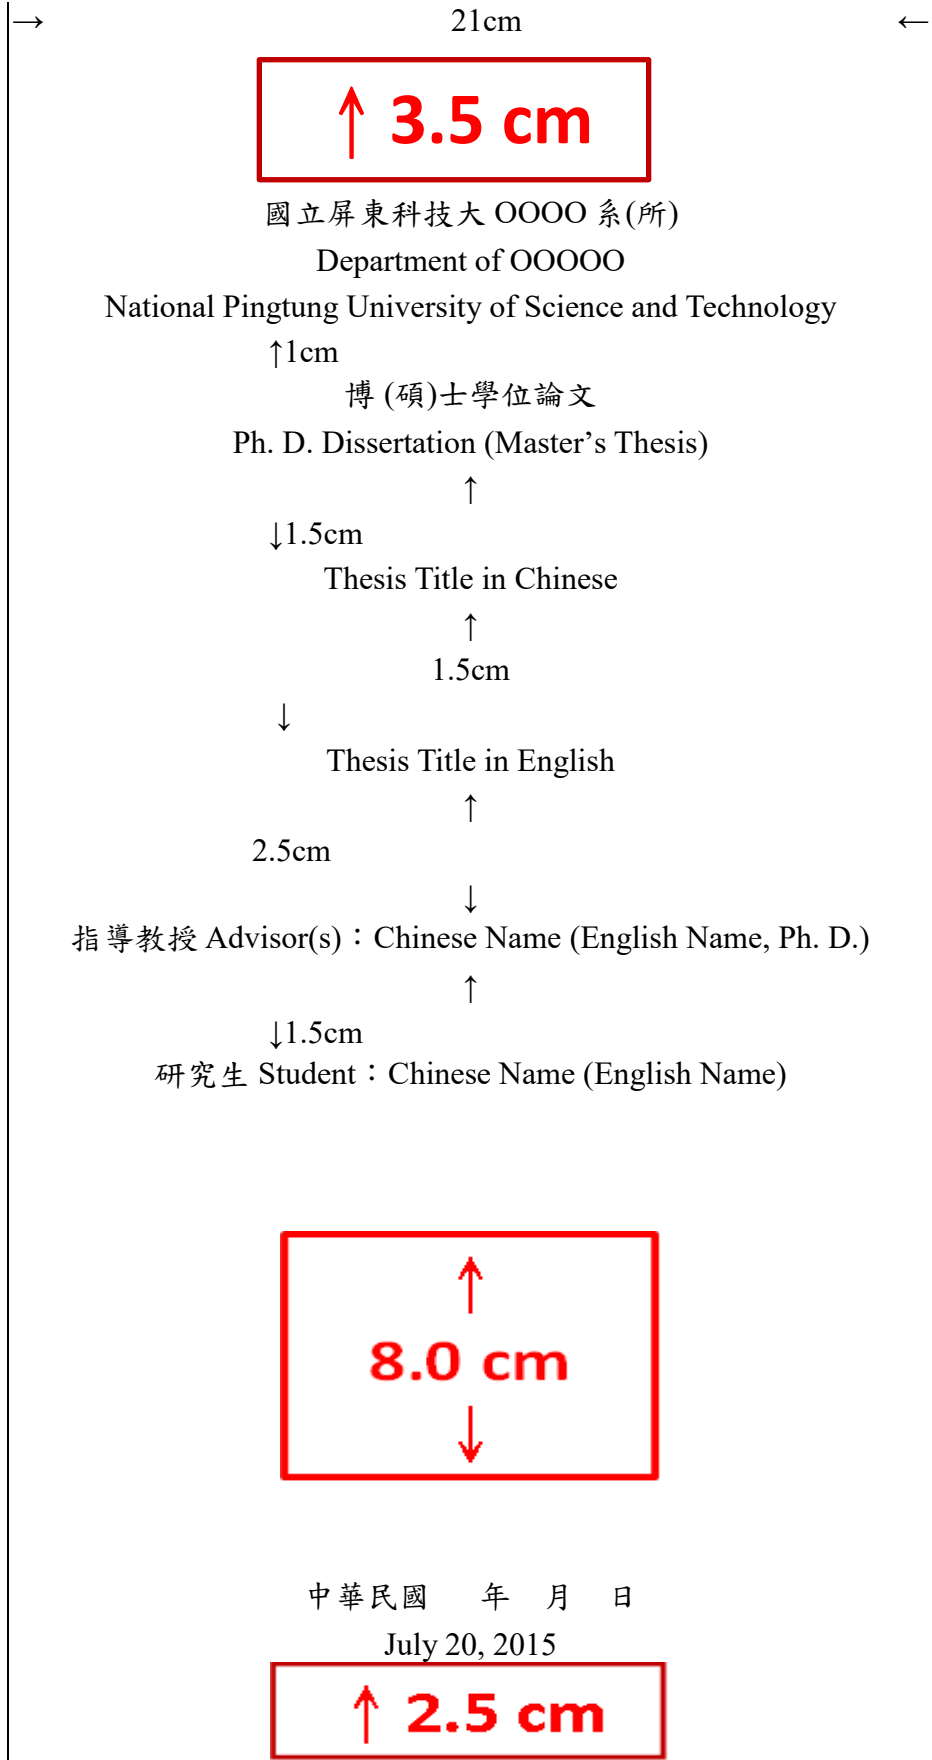 → 21cm ←
↑ 3.5 cm
國立屏東科技大 OOOO 系(所)
Department of OOOOO
National Pingtung University of Science and Technology
↑1cm
博 (碩)士學位論文
Ph. D. Dissertation (Master’s Thesis)
↑
↓1.5cm
Thesis Title in Chinese
↑
1.5cm
↓
Thesis Title in English
↑
2.5cm
↓
指導教授 Advisor(s)：Chinese Name (English Name, Ph. D.)
↑
↓1.5cm
研究生 Student：Chinese Name (English Name)
↑
8.0 cm
↓
中華民國 年 月 日
July 20, 2015
↑ 2.5 cm